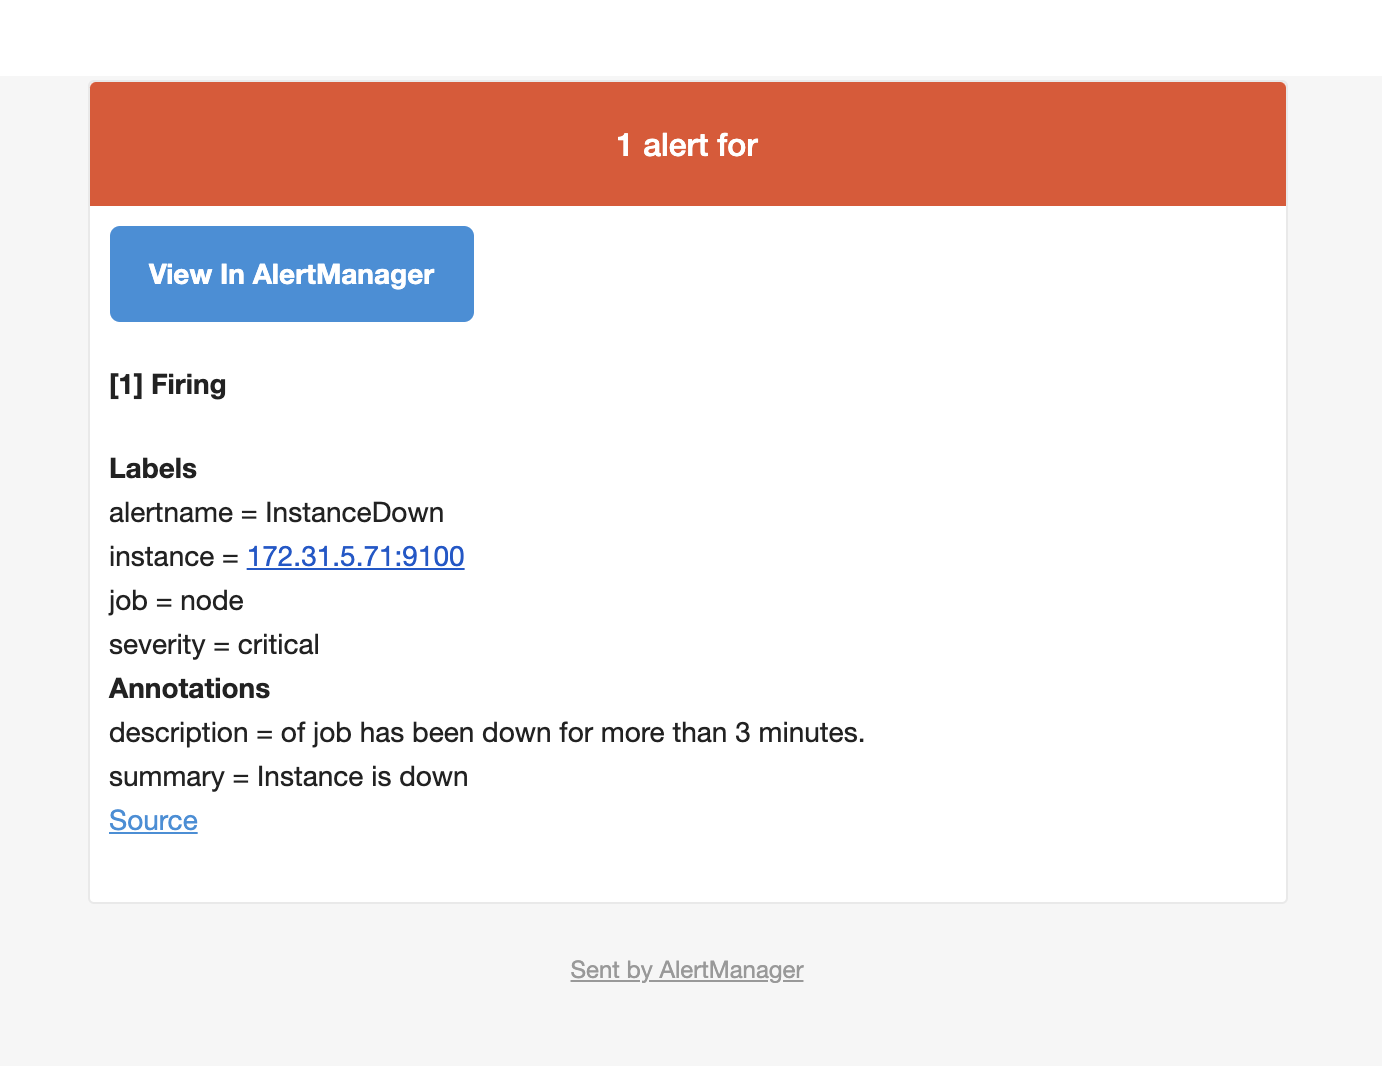 1 alert for
View In AlertManager
[1] Firing
Labels
alertname = InstanceDown
instance = 172.31.5.71:9100
job = node
severity = critical
Annotations
description = of job has been down for more than 3 minutes.
summary = Instance is down
Source
Sent by AlertManager